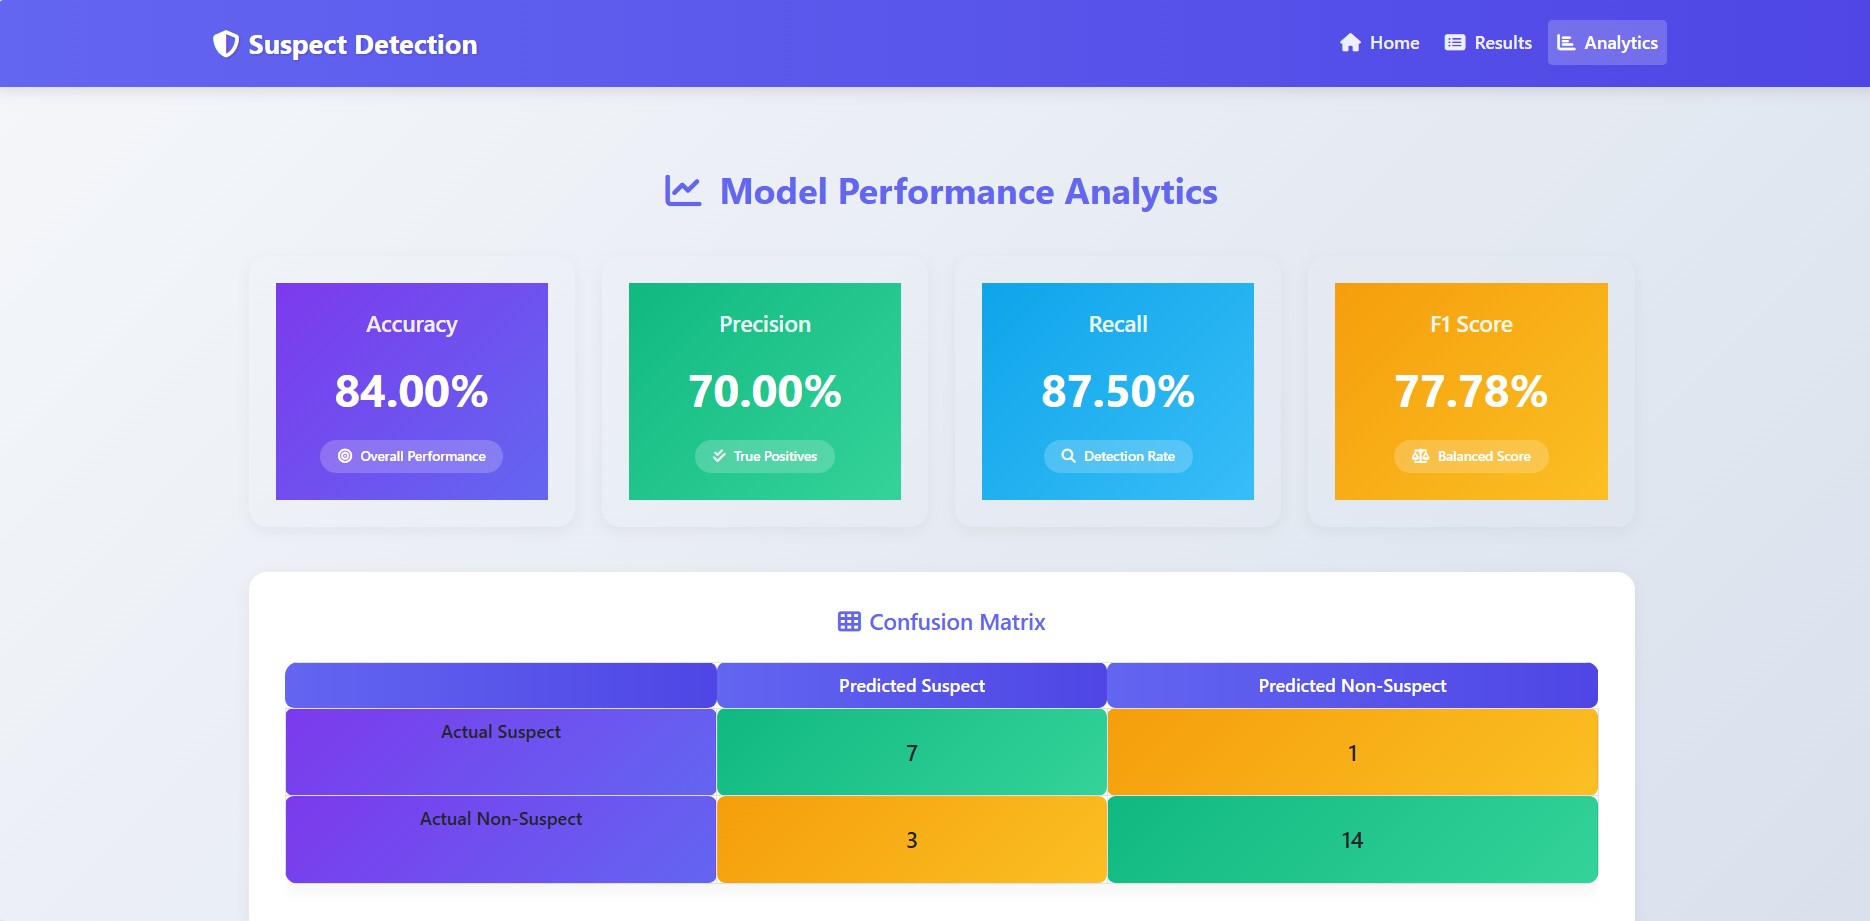 Suspect Detection
Home Results Analytics
Model Performance Analytics
Accuracy
84.00%
Overall Performance
Precision
70.00%
True Positives
Recall
87.50%
Detection Rate
F1 Score
77.78%
Balanced Score
Confusion Matrix
Predicted Suspect Predicted Non-Suspect
Actual Suspect 7 1
Actual Non-Suspect 3 14